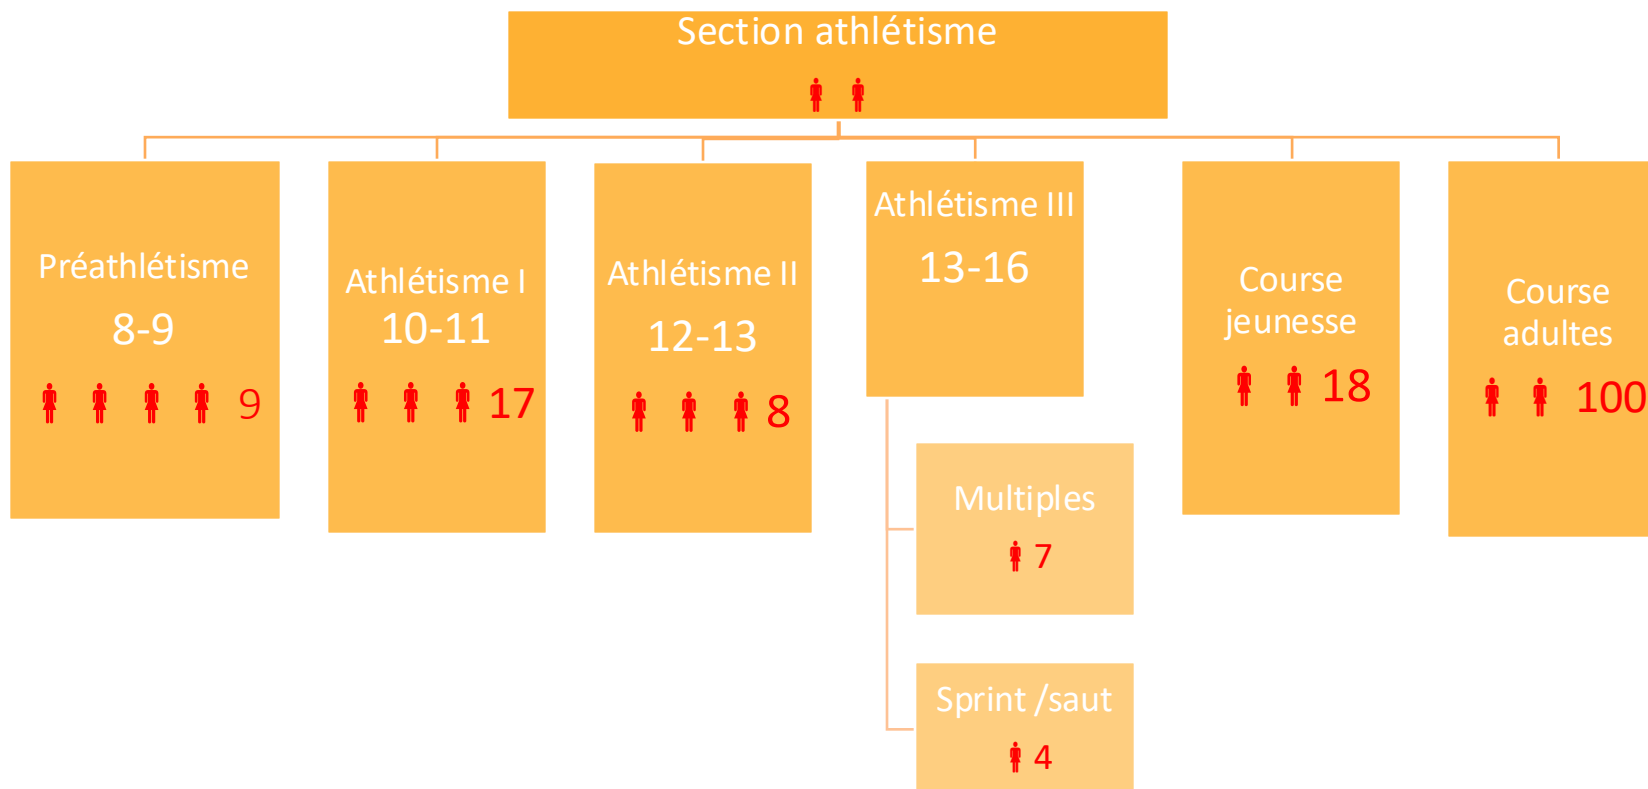 Section athlétisme
Préathlétisme
8-9
9
Athlétisme I
10-11
17
Athlétisme II
12-13
8
Athlétisme III
13-16
Multiples
7
Sprint /saut
4
Course
jeunesse
18
Course
adultes
100